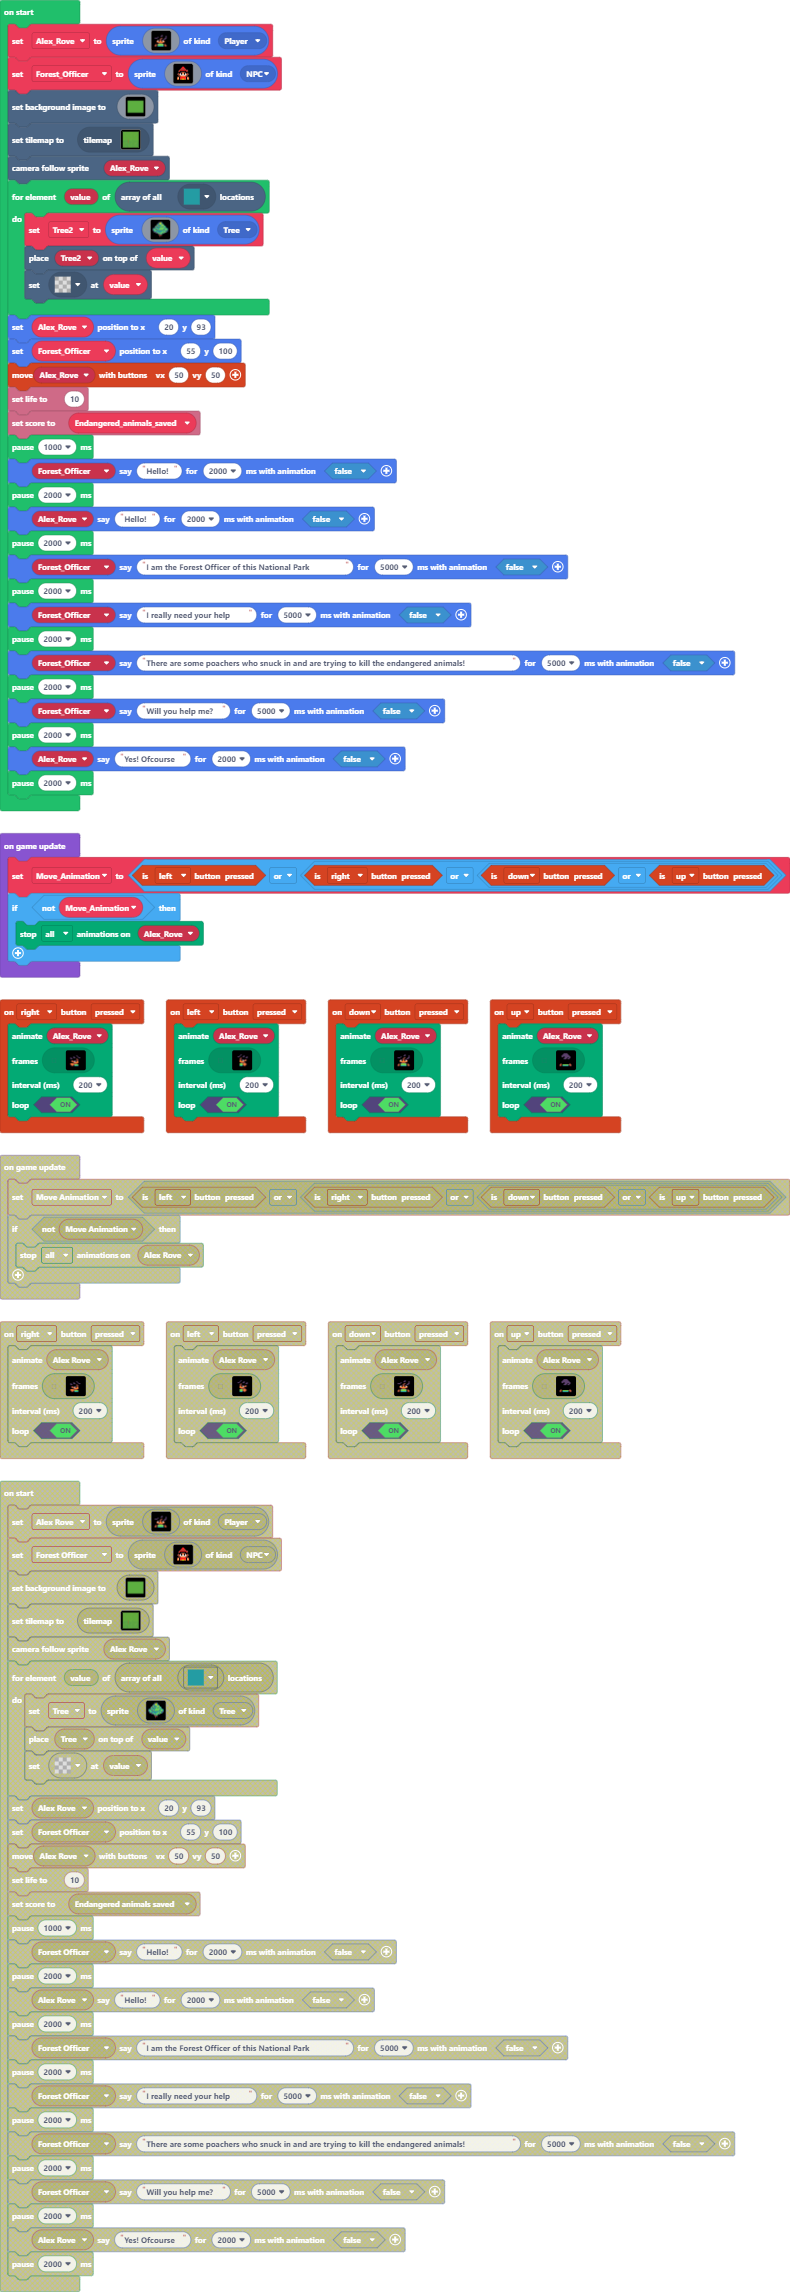 on start
set Alex_Rove to sprite of kind Player
set Forest_Officer to sprite of kind NPC
set background image to
set tilemap to tilemap
camera follow sprite Alex_Rove
for element value of array of all locations
do
set Tree2 to sprite of kind Tree
place Tree2 on top of value
set at value
set Alex_Rove position to x 20 y 93
set Forest_Officer position to x 55 y 100
move Alex_Rove with buttons vx 50 vy 50
set life to 10
set score to Endangered_animals_saved
pause 1000 ms
Forest_Officer say "Hello!" for 2000 ms with animation false
pause 2000 ms
Alex_Rove say "Hello!" for 2000 ms with animation false
pause 2000 ms
Forest_Officer say "I am the Forest Officer of this National Park" for 5000 ms with animation false
pause 2000 ms
Forest_Officer say "I really need your help" for 5000 ms with animation false
pause 2000 ms
Forest_Officer say "There are some poachers who snuck in and are trying to kill the endangered animals!" for 5000 ms with animation false
pause 2000 ms
Forest_Officer say "Will you help me?" for 5000 ms with animation false
pause 2000 ms
Alex_Rove say "Yes! Ofcourse" for 2000 ms with animation false
pause 2000 ms
on game update
set Move_Animation to is left button pressed or is right button pressed or is down button pressed or is up button pressed
if not Move_Animation then
stop all animations on Alex_Rove
on right button pressed
animate Alex_Rove
frames
interval (ms) 200
loop ON
on left button pressed
animate Alex_Rove
frames
interval (ms) 200
loop ON
on down button pressed
animate Alex_Rove
frames
interval (ms) 200
loop ON
on up button pressed
animate Alex_Rove
frames
interval (ms) 200
loop ON
on game update
set Move Animation to is left button pressed or is right button pressed or is down button pressed or is up button pressed
if not Move Animation then
stop all animations on Alex Rove
on right button pressed
animate Alex Rove
frames
interval (ms) 200
loop ON
on left button pressed
animate Alex Rove
frames
interval (ms) 200
loop ON
on down button pressed
animate Alex Rove
frames
interval (ms) 200
loop ON
on up button pressed
animate Alex Rove
frames
interval (ms) 200
loop ON
on start
set Alex Rove to sprite of kind Player
set Forest Officer to sprite of kind NPC
set background image to
set tilemap to tilemap
camera follow sprite Alex Rove
for element value of array of all locations
do
set Tree to sprite of kind Tree
place Tree on top of value
set at value
set Alex Rove position to x 20 y 93
set Forest Officer position to x 55 y 100
move Alex Rove with buttons vx 50 vy 50
set life to 10
set score to Endangered animals saved
pause 1000 ms
Forest Officer say "Hello!" for 2000 ms with animation false
pause 2000 ms
Alex Rove say "Hello!" for 2000 ms with animation false
pause 2000 ms
Forest Officer say "I am the Forest Officer of this National Park" for 5000 ms with animation false
pause 2000 ms
Forest Officer say "I really need your help" for 5000 ms with animation false
pause 2000 ms
Forest Officer say "There are some poachers who snuck in and are trying to kill the endangered animals!" for 5000 ms with animation false
pause 2000 ms
Forest Officer say "Will you help me?" for 5000 ms with animation false
pause 2000 ms
Alex Rove say "Yes! Ofcourse" for 2000 ms with animation false
pause 2000 ms